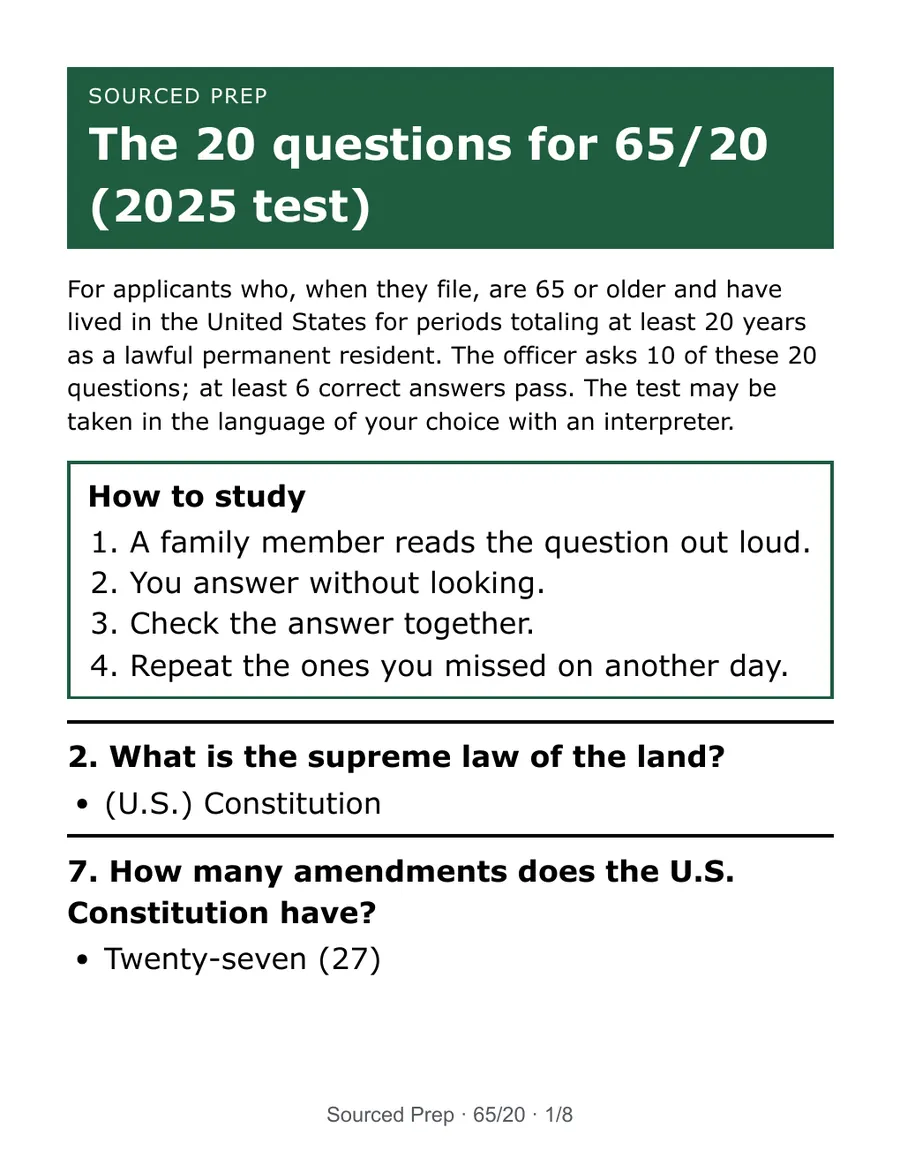 SOURCED PREP
The 20 questions for 65/20
(2025 test)
For applicants who, when they file, are 65 or older and have
lived in the United States for periods totaling at least 20 years
as a lawful permanent resident. The officer asks 10 of these 20
questions; at least 6 correct answers pass. The test may be
taken in the language of your choice with an interpreter.
How to study
1. A family member reads the question out loud.
2. You answer without looking.
3. Check the answer together.
4. Repeat the ones you missed on another day.
2. What is the supreme law of the land?
• (U.S.) Constitution
7. How many amendments does the U.S.
Constitution have?
• Twenty-seven (27)
Sourced Prep · 65/20 · 1/8